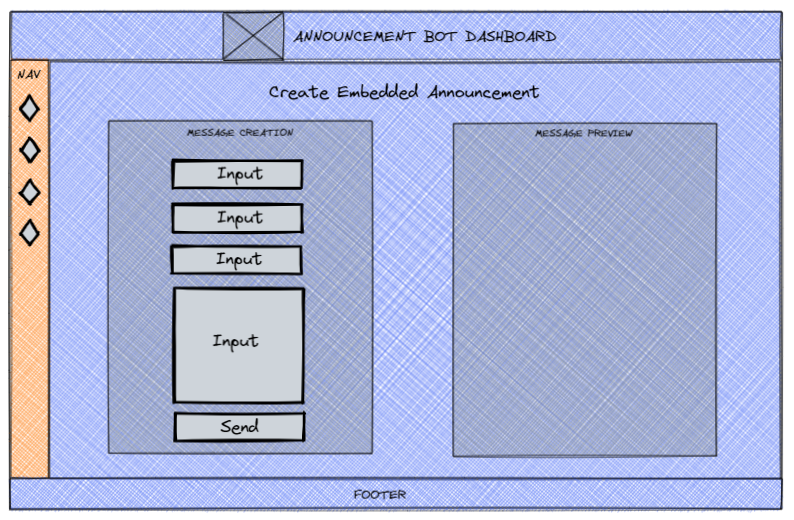 ANNOUNCEMENT BOT DASHBOARD
NAV
Create Embedded Announcement
MESSAGE CREATION
Input
Input
Input
Input
Send
MESSAGE PREVIEW
FOOTER